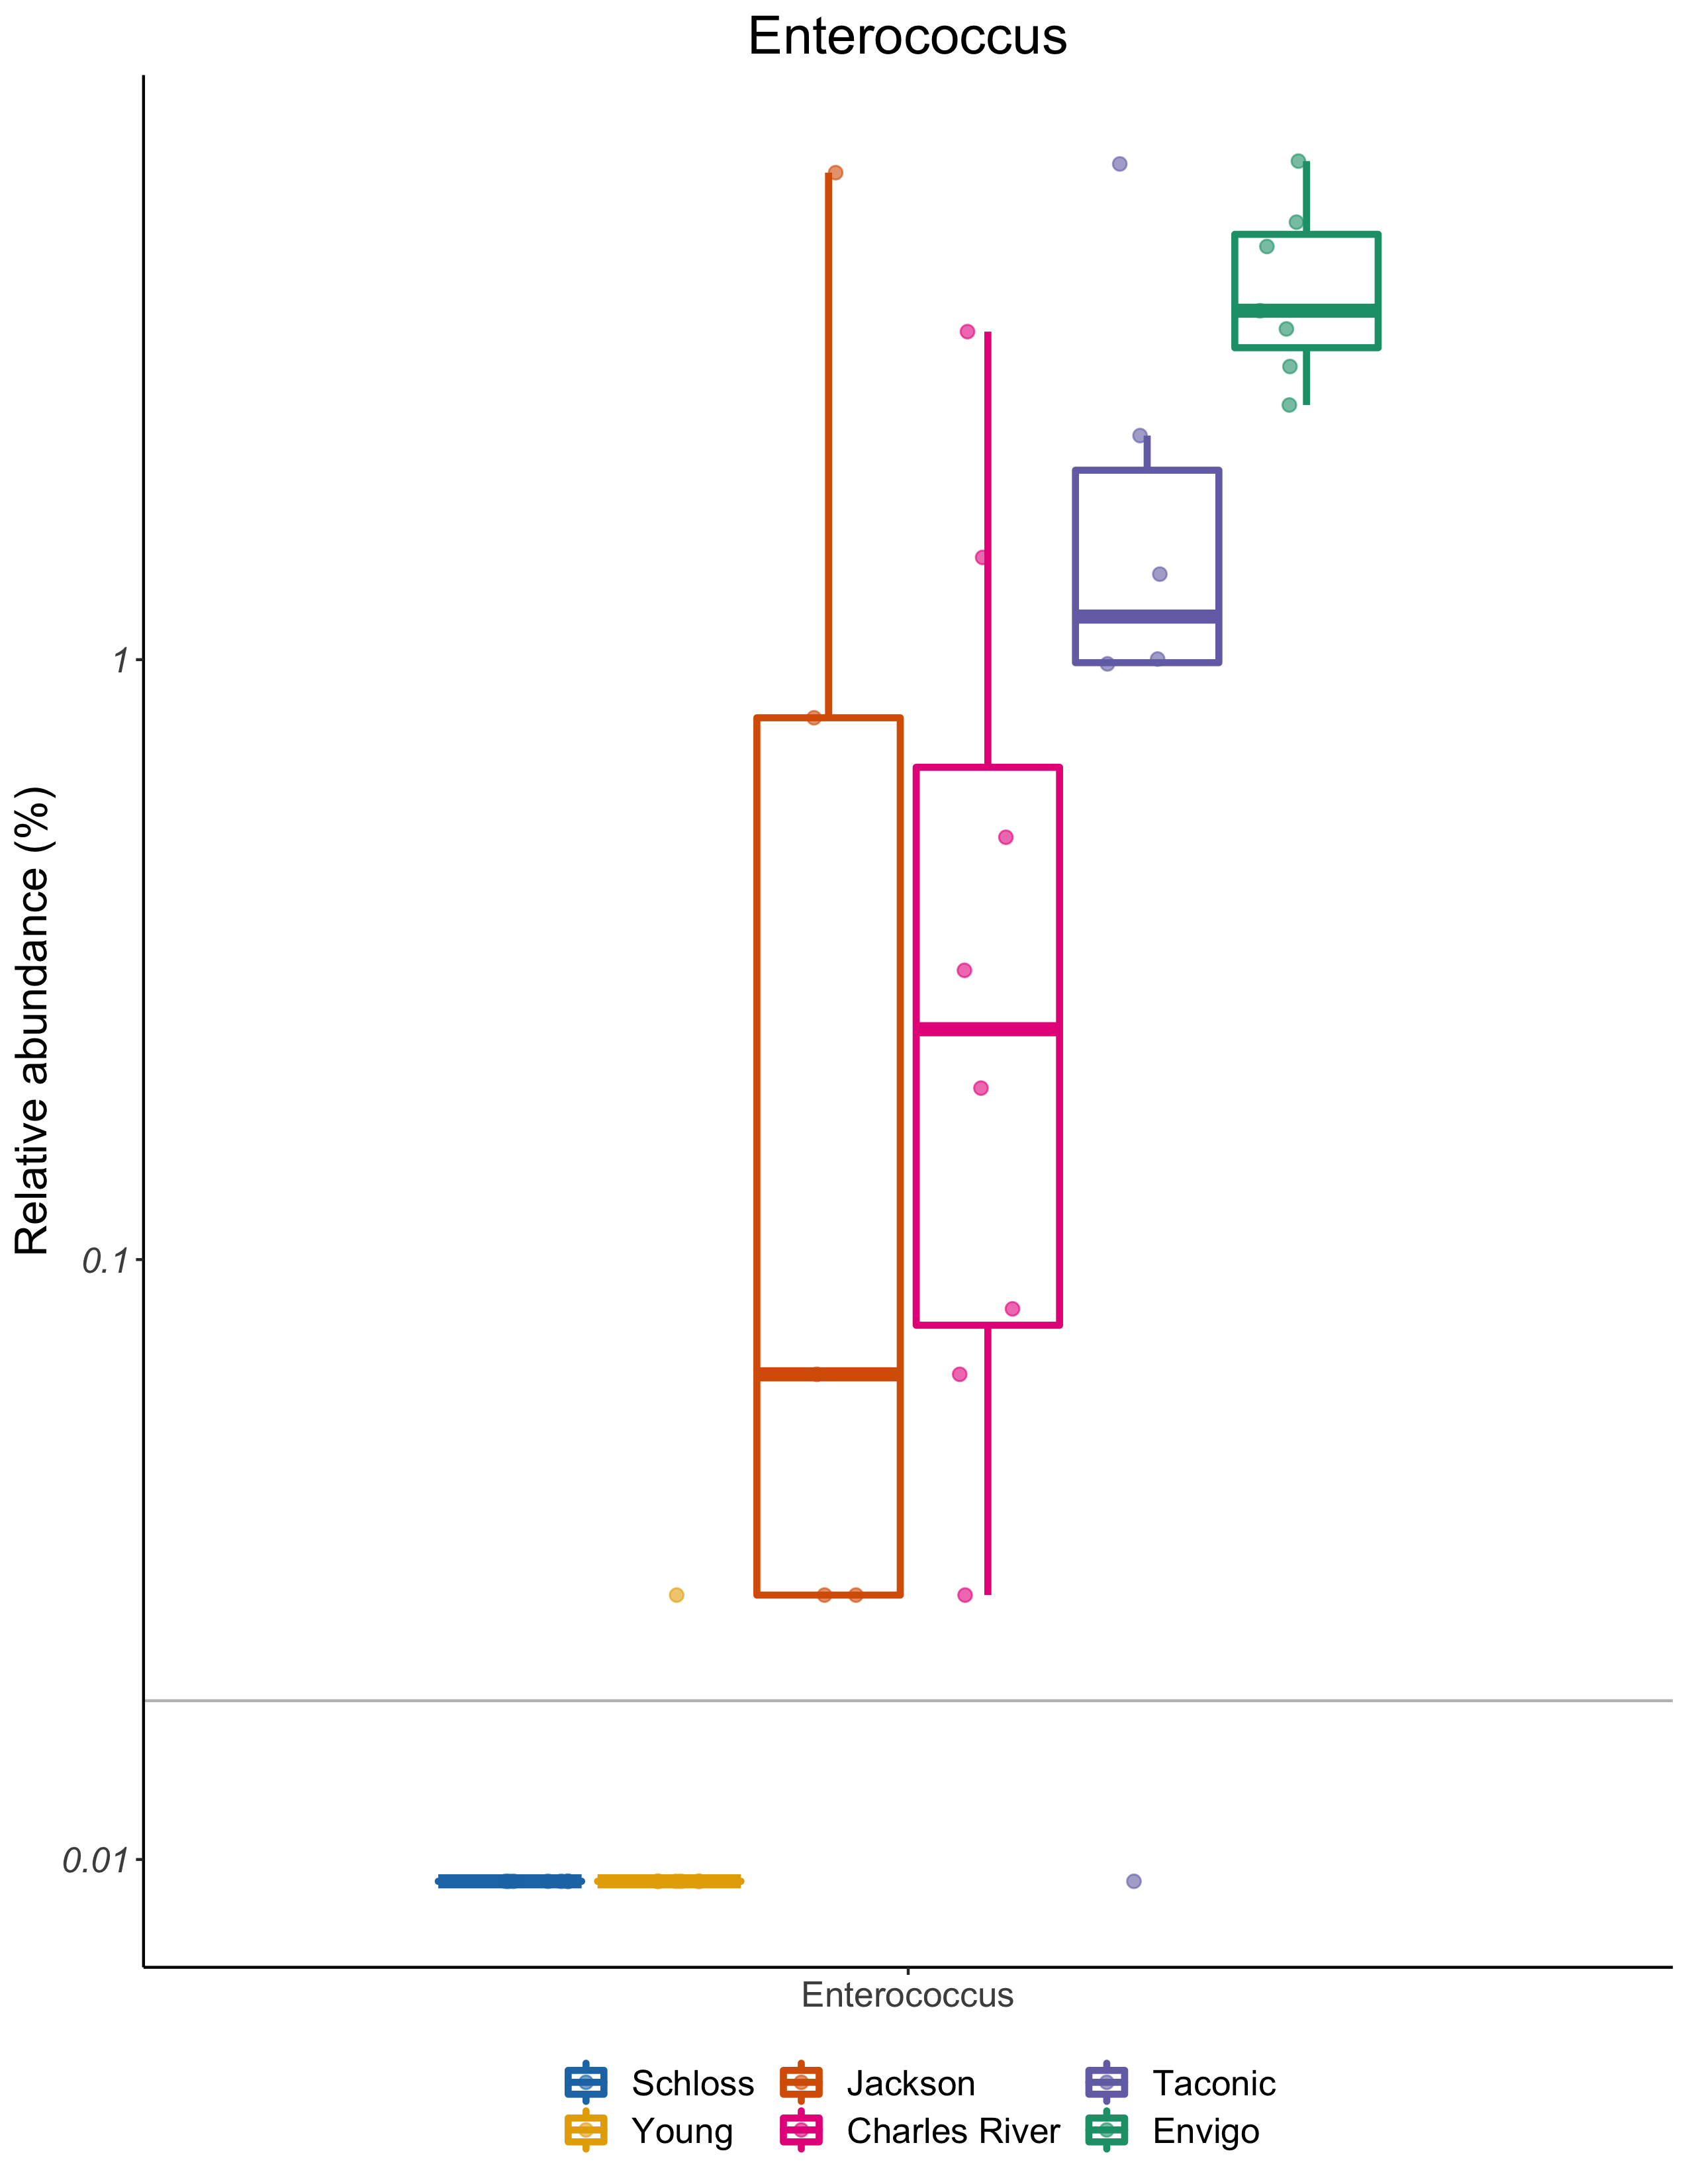 Enterococcus
Relative abundance (%)
1
0.1
0.01
Enterococcus
Schloss
Jackson
Taconic
Young
Charles River
Envigo